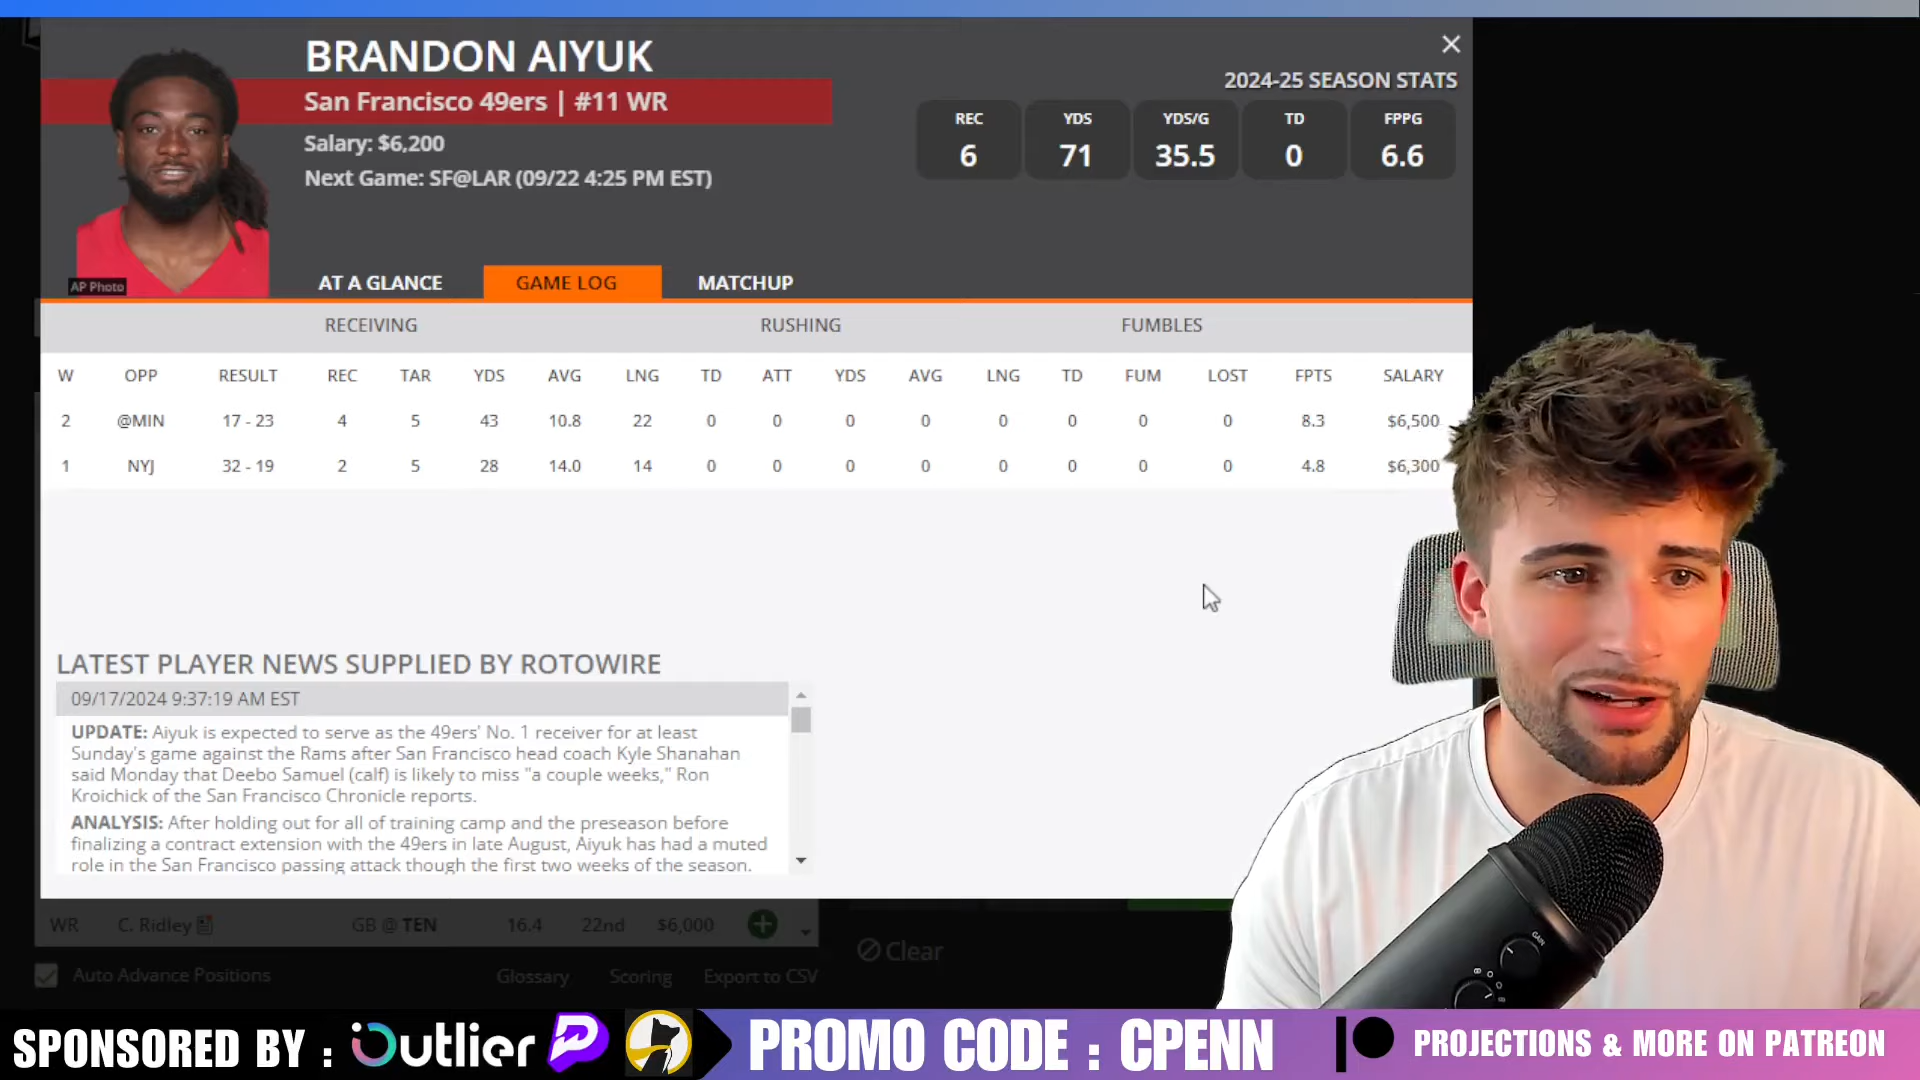 BRANDON AIYUK
San Francisco 49ers | #11 WR
Salary: $6,200
Next Game: SF@LAR (09/22 4:25 PM EST)
AP Photo
2024-25 SEASON STATS
REC YDS YDS/G TD FPPG
6 71 35.5 0 6.6
AT A GLANCE GAME LOG MATCHUP
RECEIVING RUSHING FUMBLES
W OPP RESULT REC TAR YDS AVG LNG TD ATT YDS AVG LNG TD FUM LOST FPTS SALARY
2 @MIN 17 - 23 4 5 43 10.8 22 0 0 0 0 0 0 0 0 8.3 $6,500
1 NYJ 32 - 19 2 5 28 14.0 14 0 0 0 0 0 0 0 0 4.8 $6,300
LATEST PLAYER NEWS SUPPLIED BY ROTOWIRE
09/17/2024 9:37:19 AM EST
UPDATE: Aiyuk is expected to serve as the 49ers' No. 1 receiver for at least
Sunday's game against the Rams after San Francisco head coach Kyle Shanahan
said Monday that Deebo Samuel (calf) is likely to miss "a couple weeks," Ron
Kroichick of the San Francisco Chronicle reports.
ANALYSIS: After holding out for all of training camp and the preseason before
finalizing a contract extension with the 49ers in late August, Aiyuk has had a muted
role in the San Francisco passing attack though the first two weeks of the season.
WR C. Ridley GB @ TEN 16.4 22nd $6,000
Clear
Auto Advance Positions Glossary Scoring Export to CSV
GAIN
SPONSORED BY : Outlier P PROMO CODE : CPENN PROJECTIONS & MORE ON PATREON